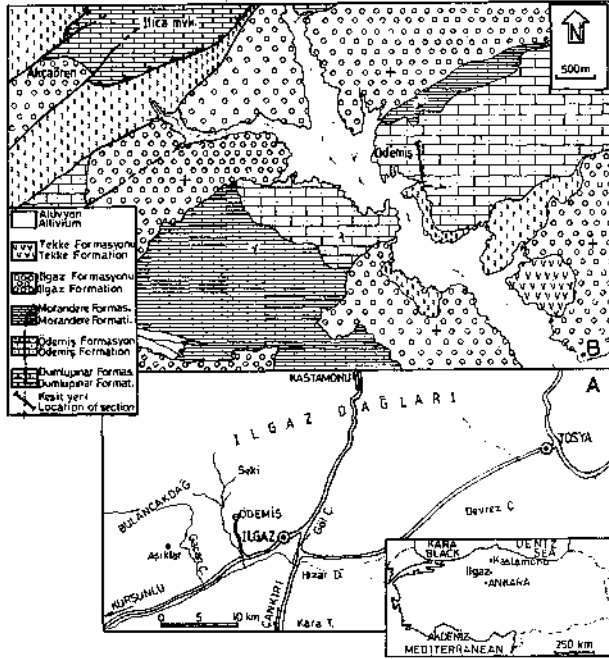 Ilıca mvk.
Akçaören
N
500m
Ödemiş
B
Alüvyon
Alluvium
Tekke Formasyonu
Tekke Formation
Ilgaz Formasyonu
Ilgaz Formation
Morandere Formas.
Morandere Formati.
Ödemiş Formasyon
Ödemiş Formation
Dumlupınar Formas.
Dumlupınar Format.
Kesit yeri
Location of section
A
KASTAMONU
ILGAZ DAĞLARI
TOSYA
Seki
BULANCAKDAĞ
ÖDEMİŞ
Devrez Ç.
ILGAZ
Göl Ç.
Aşıklar
Hızar D.
KURŞUNLU
ÇANKIRI
0 5 10 km
Kara T.
KARA DENİZ
BLACK SEA
Kastamonu
Ilgaz
ANKARA
AKDENİZ
MEDITERRANEAN
250 km